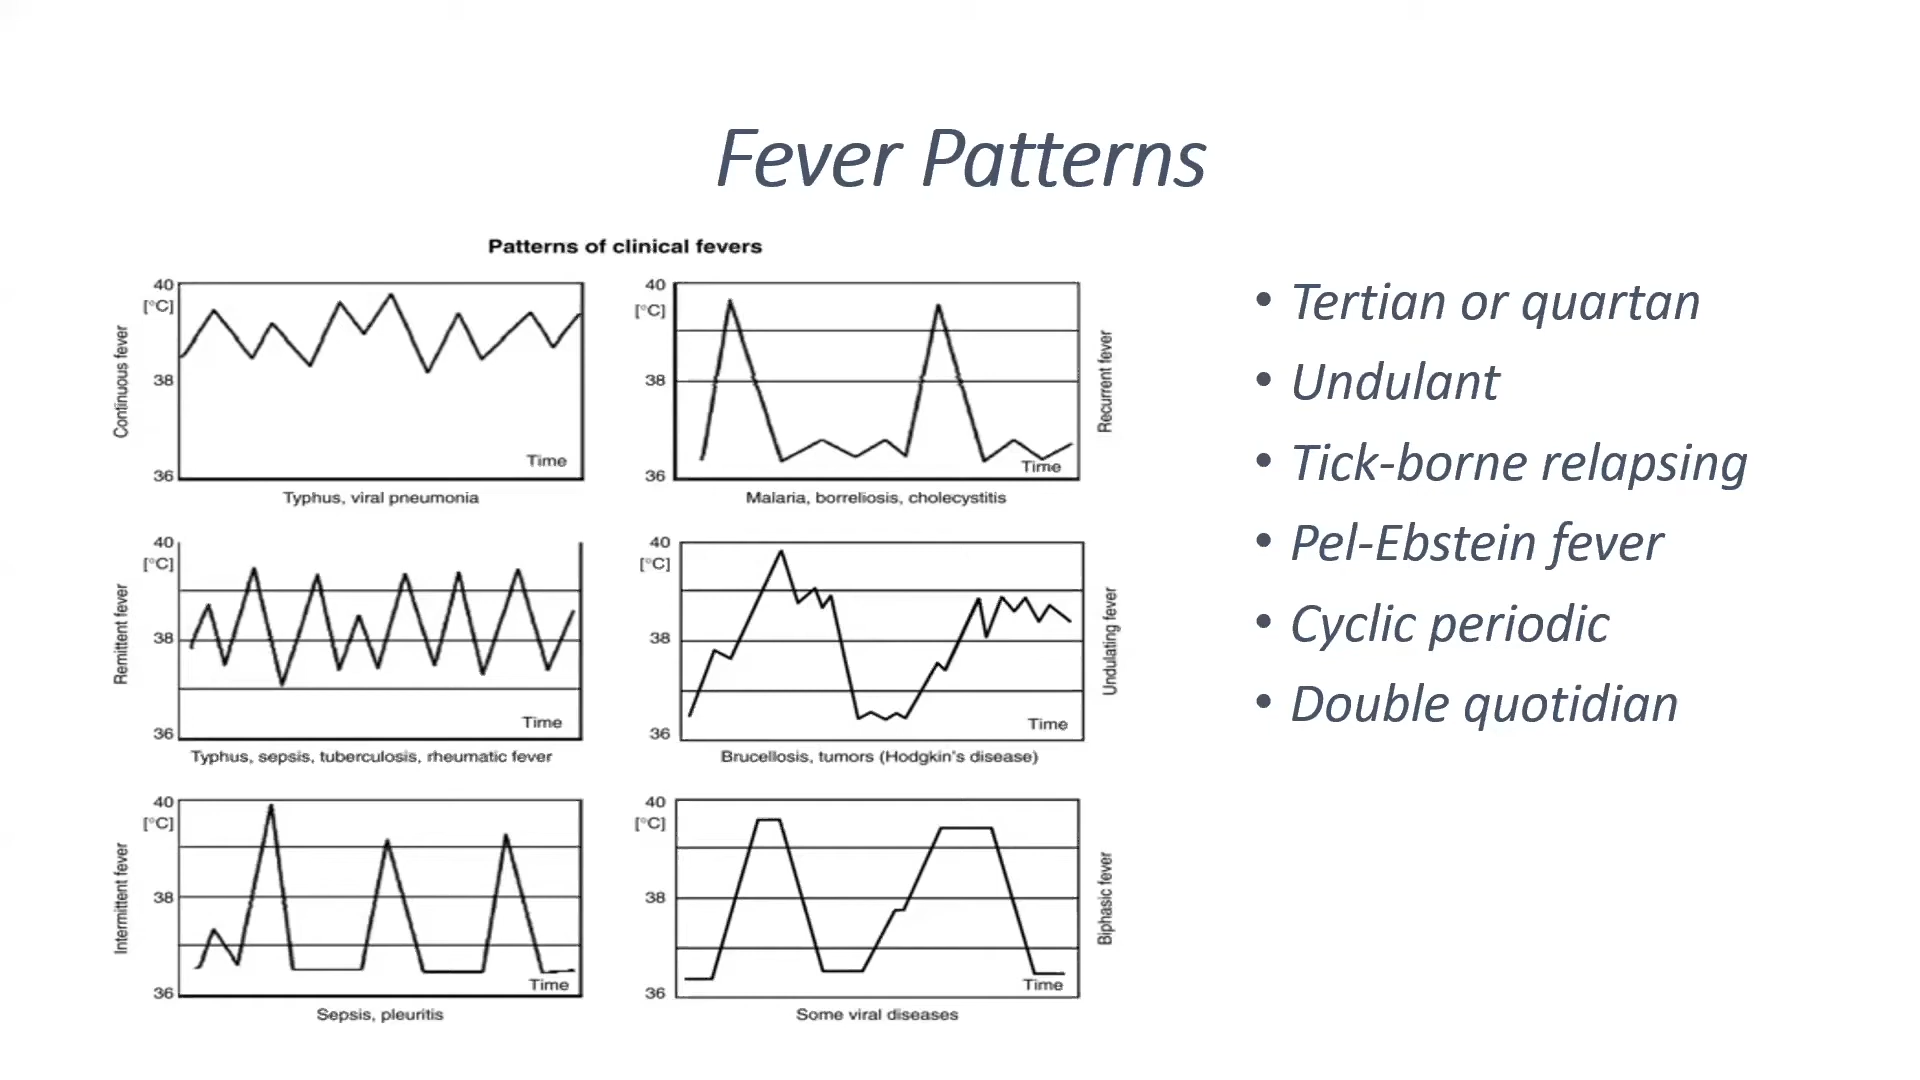 Fever Patterns
Patterns of clinical fevers
40
[°C]
38
36
Continuous fever
Time
Typhus, viral pneumonia
40
[°C]
38
36
Recurrent fever
Time
Malaria, borreliosis, cholecystitis
40
[°C]
38
36
Remittent fever
Time
Typhus, sepsis, tuberculosis, rheumatic fever
40
[°C]
38
36
Undulating fever
Time
Brucellosis, tumors (Hodgkin's disease)
40
[°C]
38
36
Intermittent fever
Time
Sepsis, pleuritis
40
[°C]
38
36
Biphasic fever
Time
Some viral diseases
• Tertian or quartan
• Undulant
• Tick-borne relapsing
• Pel-Ebstein fever
• Cyclic periodic
• Double quotidian